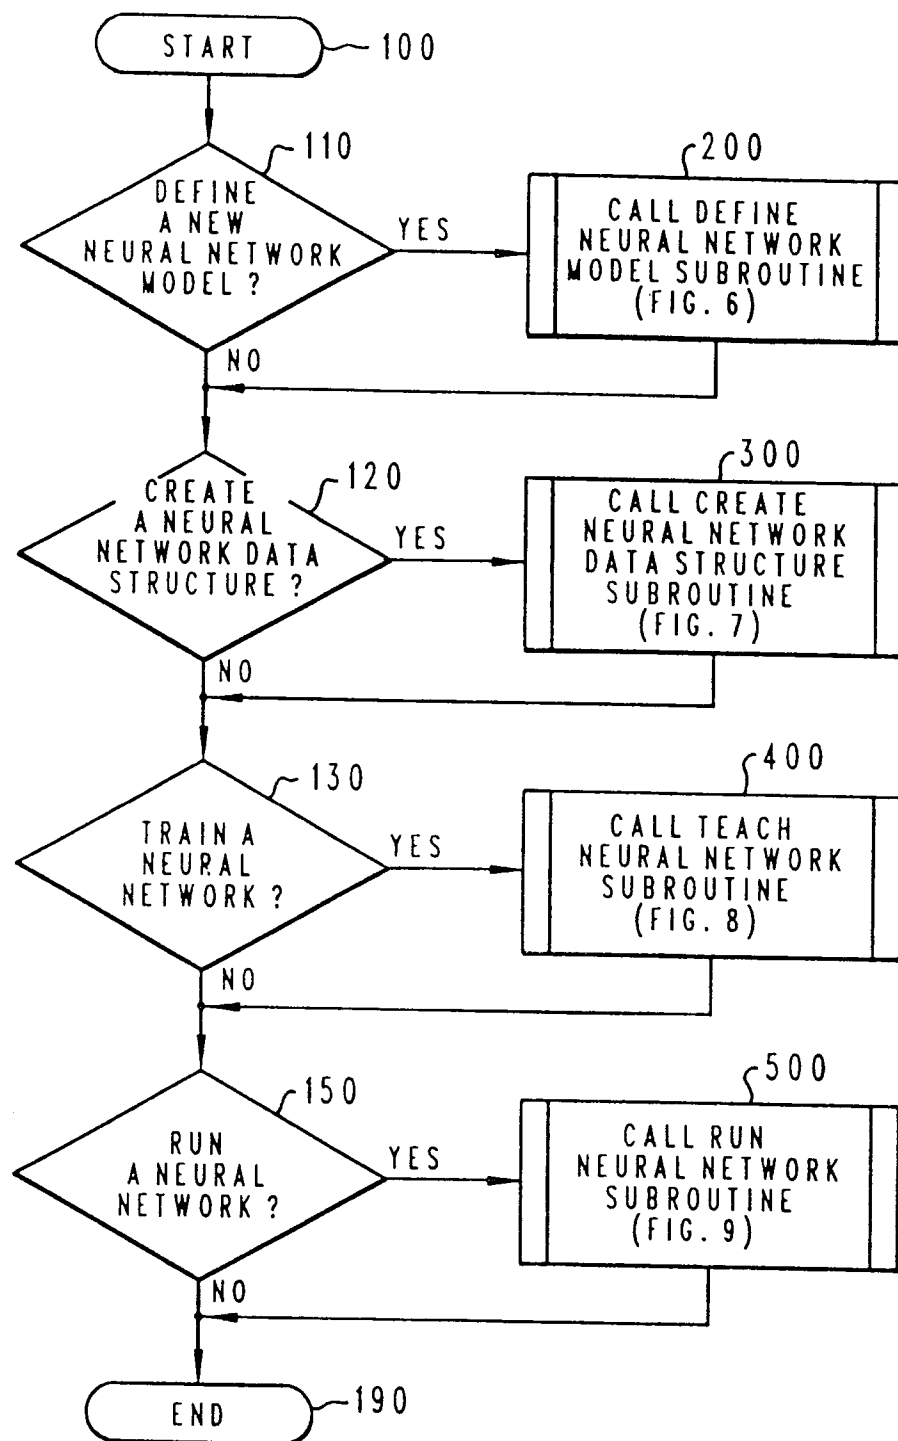 START
100
110
DEFINE
A NEW
NEURAL NETWORK
MODEL ?
YES
200
CALL DEFINE
NEURAL NETWORK
MODEL SUBROUTINE
(FIG. 6)
NO
120
CREATE
A NEURAL
NETWORK DATA
STRUCTURE ?
YES
300
CALL CREATE
NEURAL NETWORK
DATA STRUCTURE
SUBROUTINE
(FIG. 7)
NO
130
TRAIN A
NEURAL
NETWORK ?
YES
400
CALL TEACH
NEURAL NETWORK
SUBROUTINE
(FIG. 8)
NO
150
RUN
A NEURAL
NETWORK ?
YES
500
CALL RUN
NEURAL NETWORK
SUBROUTINE
(FIG. 9)
NO
END
190